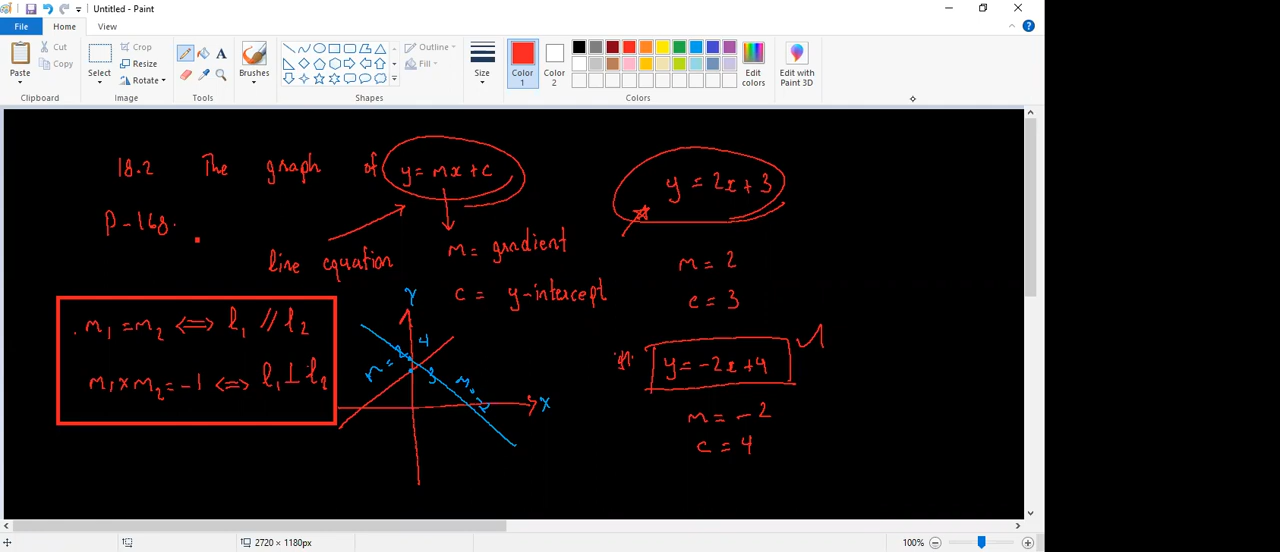 Untitled - Paint
File Home View
Paste
Cut
Copy
Clipboard
Select
Crop
Resize
Rotate
Image
A
Tools
Brushes
Outline
Fill
Shapes
Size
Color 1
Color 2
Edit colors
Edit with Paint 3D
Colors
18.2 The graph of y = mx + c
P-168.
line equation
m = gradient
c = y-intercept
m₁ = m₂ ⟺ l₁ // l₂
m₁ × m₂ = -1 ⟺ l₁ ⊥ l₂
Y
4
3
X
y = 2x + 3
m = 2
c = 3
y = -2x + 4
m = -2
c = 4
2720 × 1180px
100%